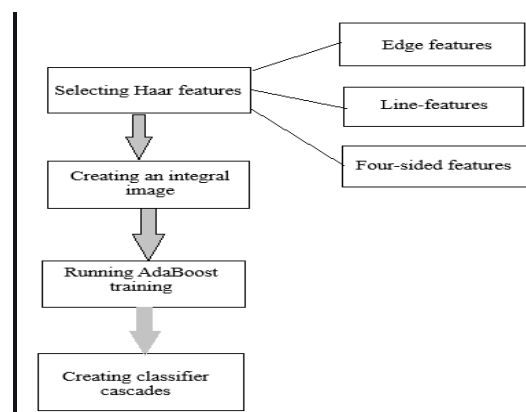 Edge features
Selecting Haar features
Line-features
Four-sided features
Creating an integral
image
Running AdaBoost
training
Creating classifier
cascades